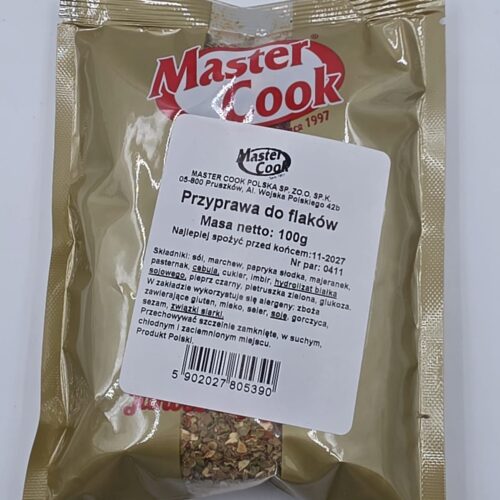 Master
Cook
SINCE 1997
Master
Cook
MASTER COOK POLSKA SP. ZO.O. SP.K.
05-800 Pruszków, Al. Wojska Polskiego 42b
Przyprawa do flaków
Masa netto: 100g
Najlepiej spożyć przed końcem:11-2027
Nr par: 0411
Składniki: sól, marchew, papryka słodka, majeranek,
pasternak, cebula, cukier, imbir, hydrolizat białka
sojowego, pieprz czarny, pietruszka zielona, glukoza.
W zakładzie wykorzystuje się alergeny: zboża
zawierające gluten, mleko, seler, soję, gorczyca,
sezam, związki siarki.
Przechowywać szczelnie zamknięte, w suchym,
chłodnym i zaciemnionym miejscu.
Produkt Polski.
5 902027 805390